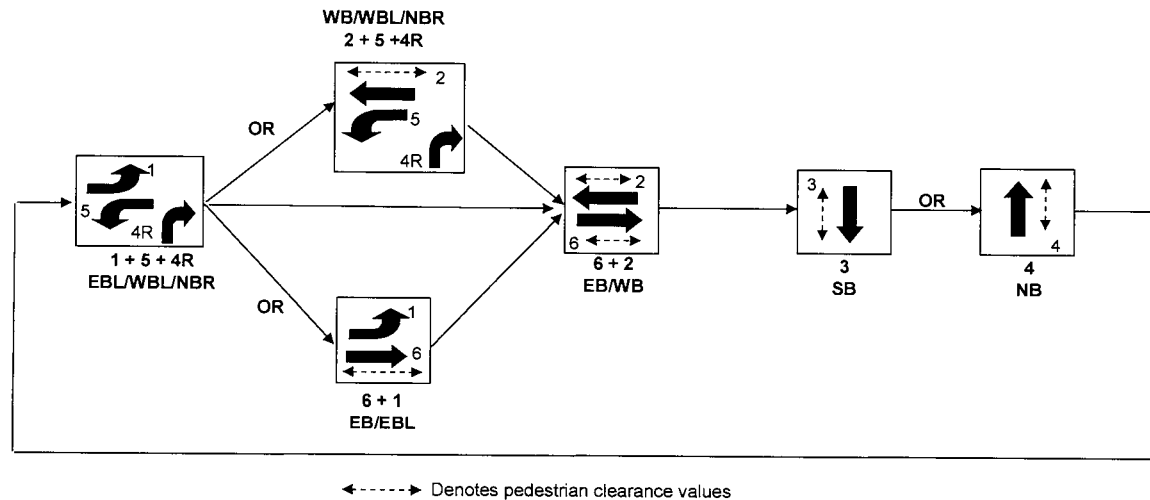 WB/WBL/NBR
2 + 5 +4R
2
5
4R
OR
1
5
4R
1 + 5 + 4R
EBL/WBL/NBR
OR
1
6
6 + 1
EB/EBL
2
6
6 + 2
EB/WB
3
3
SB
OR
4
4
NB
Denotes pedestrian clearance values